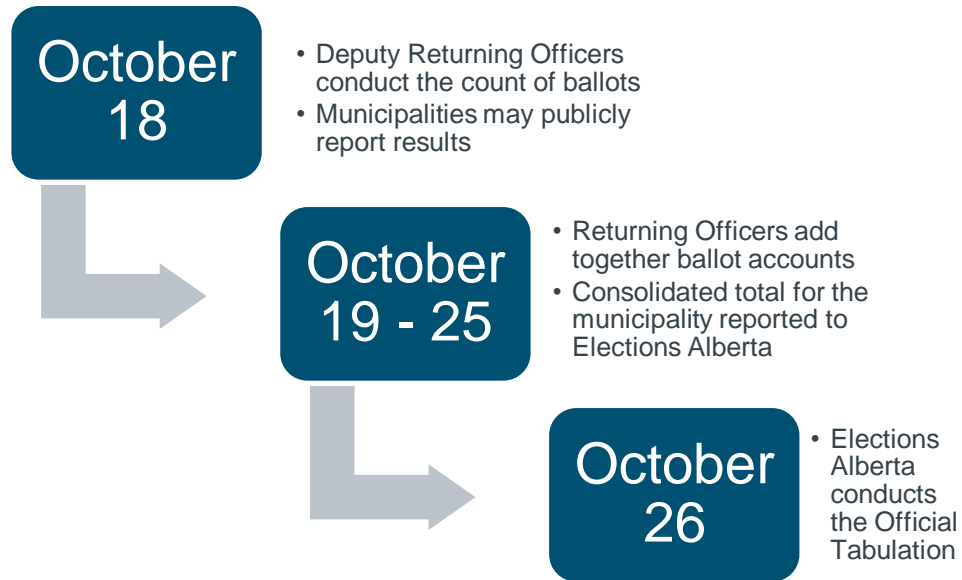 October
18
• Deputy Returning Officers
conduct the count of ballots
• Municipalities may publicly
report results
October
19 - 25
• Returning Officers add
together ballot accounts
• Consolidated total for the
municipality reported to
Elections Alberta
October
26
• Elections
Alberta
conducts
the Official
Tabulation